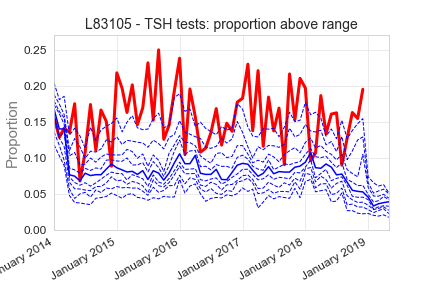 L83105 - TSH tests: proportion above range
Proportion
0.25
0.20
0.15
0.10
0.05
0.00
nuary 2014
January 2015
January 2016
January 2017
January 2018
January 2019